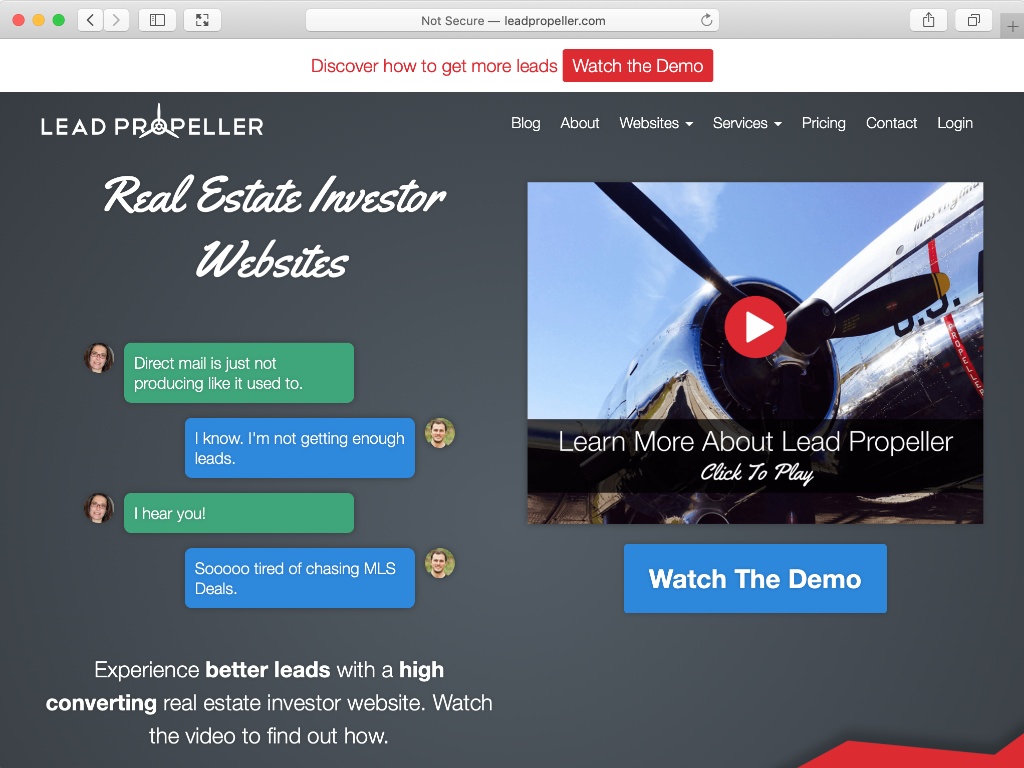 Not Secure — leadpropeller.com
Discover how to get more leads Watch the Demo
LEAD PROPELLER
Blog About Websites Services Pricing Contact Login
Real Estate Investor
Websites
Direct mail is just not
producing like it used to.
I know. I'm not getting enough
leads.
I hear you!
Sooooo tired of chasing MLS
Deals.
Experience better leads with a high
converting real estate investor website. Watch
the video to find out how.
U.S.
PROPELLER
Learn More About Lead Propeller
Click To Play
Watch The Demo